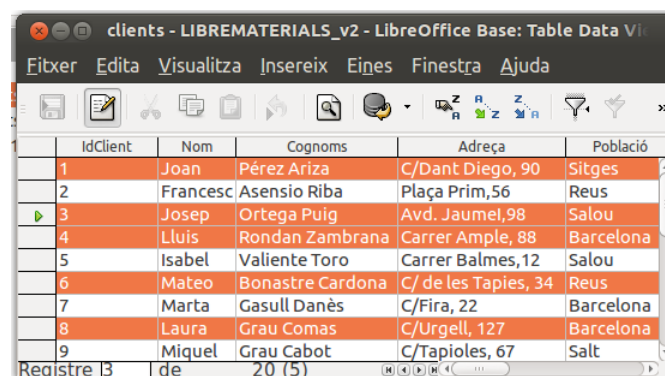 clients - LIBREMATERIALS_v2 - LibreOffice Base: Table Data Vi
Fitxer Edita Visualitza Insereix Eines Finestra Ajuda
IdClient Nom Cognoms Adreça Població
1 Joan Pérez Ariza C/Dant Diego, 90 Sitges
2 Francesc Asensio Riba Plaça Prim,56 Reus
3 Josep Ortega Puig Avd. JaumeI,98 Salou
4 Lluis Rondan Zambrana Carrer Ample, 88 Barcelona
5 Isabel Valiente Toro Carrer Balmes,12 Salou
6 Mateo Bonastre Cardona C/ de les Tapies, 34 Reus
7 Marta Gasull Danès C/Fira, 22 Barcelona
8 Laura Grau Comas C/Urgell, 127 Barcelona
9 Miquel Grau Cabot C/Tapioles, 67 Salt
Registre 3 de 20 (5)